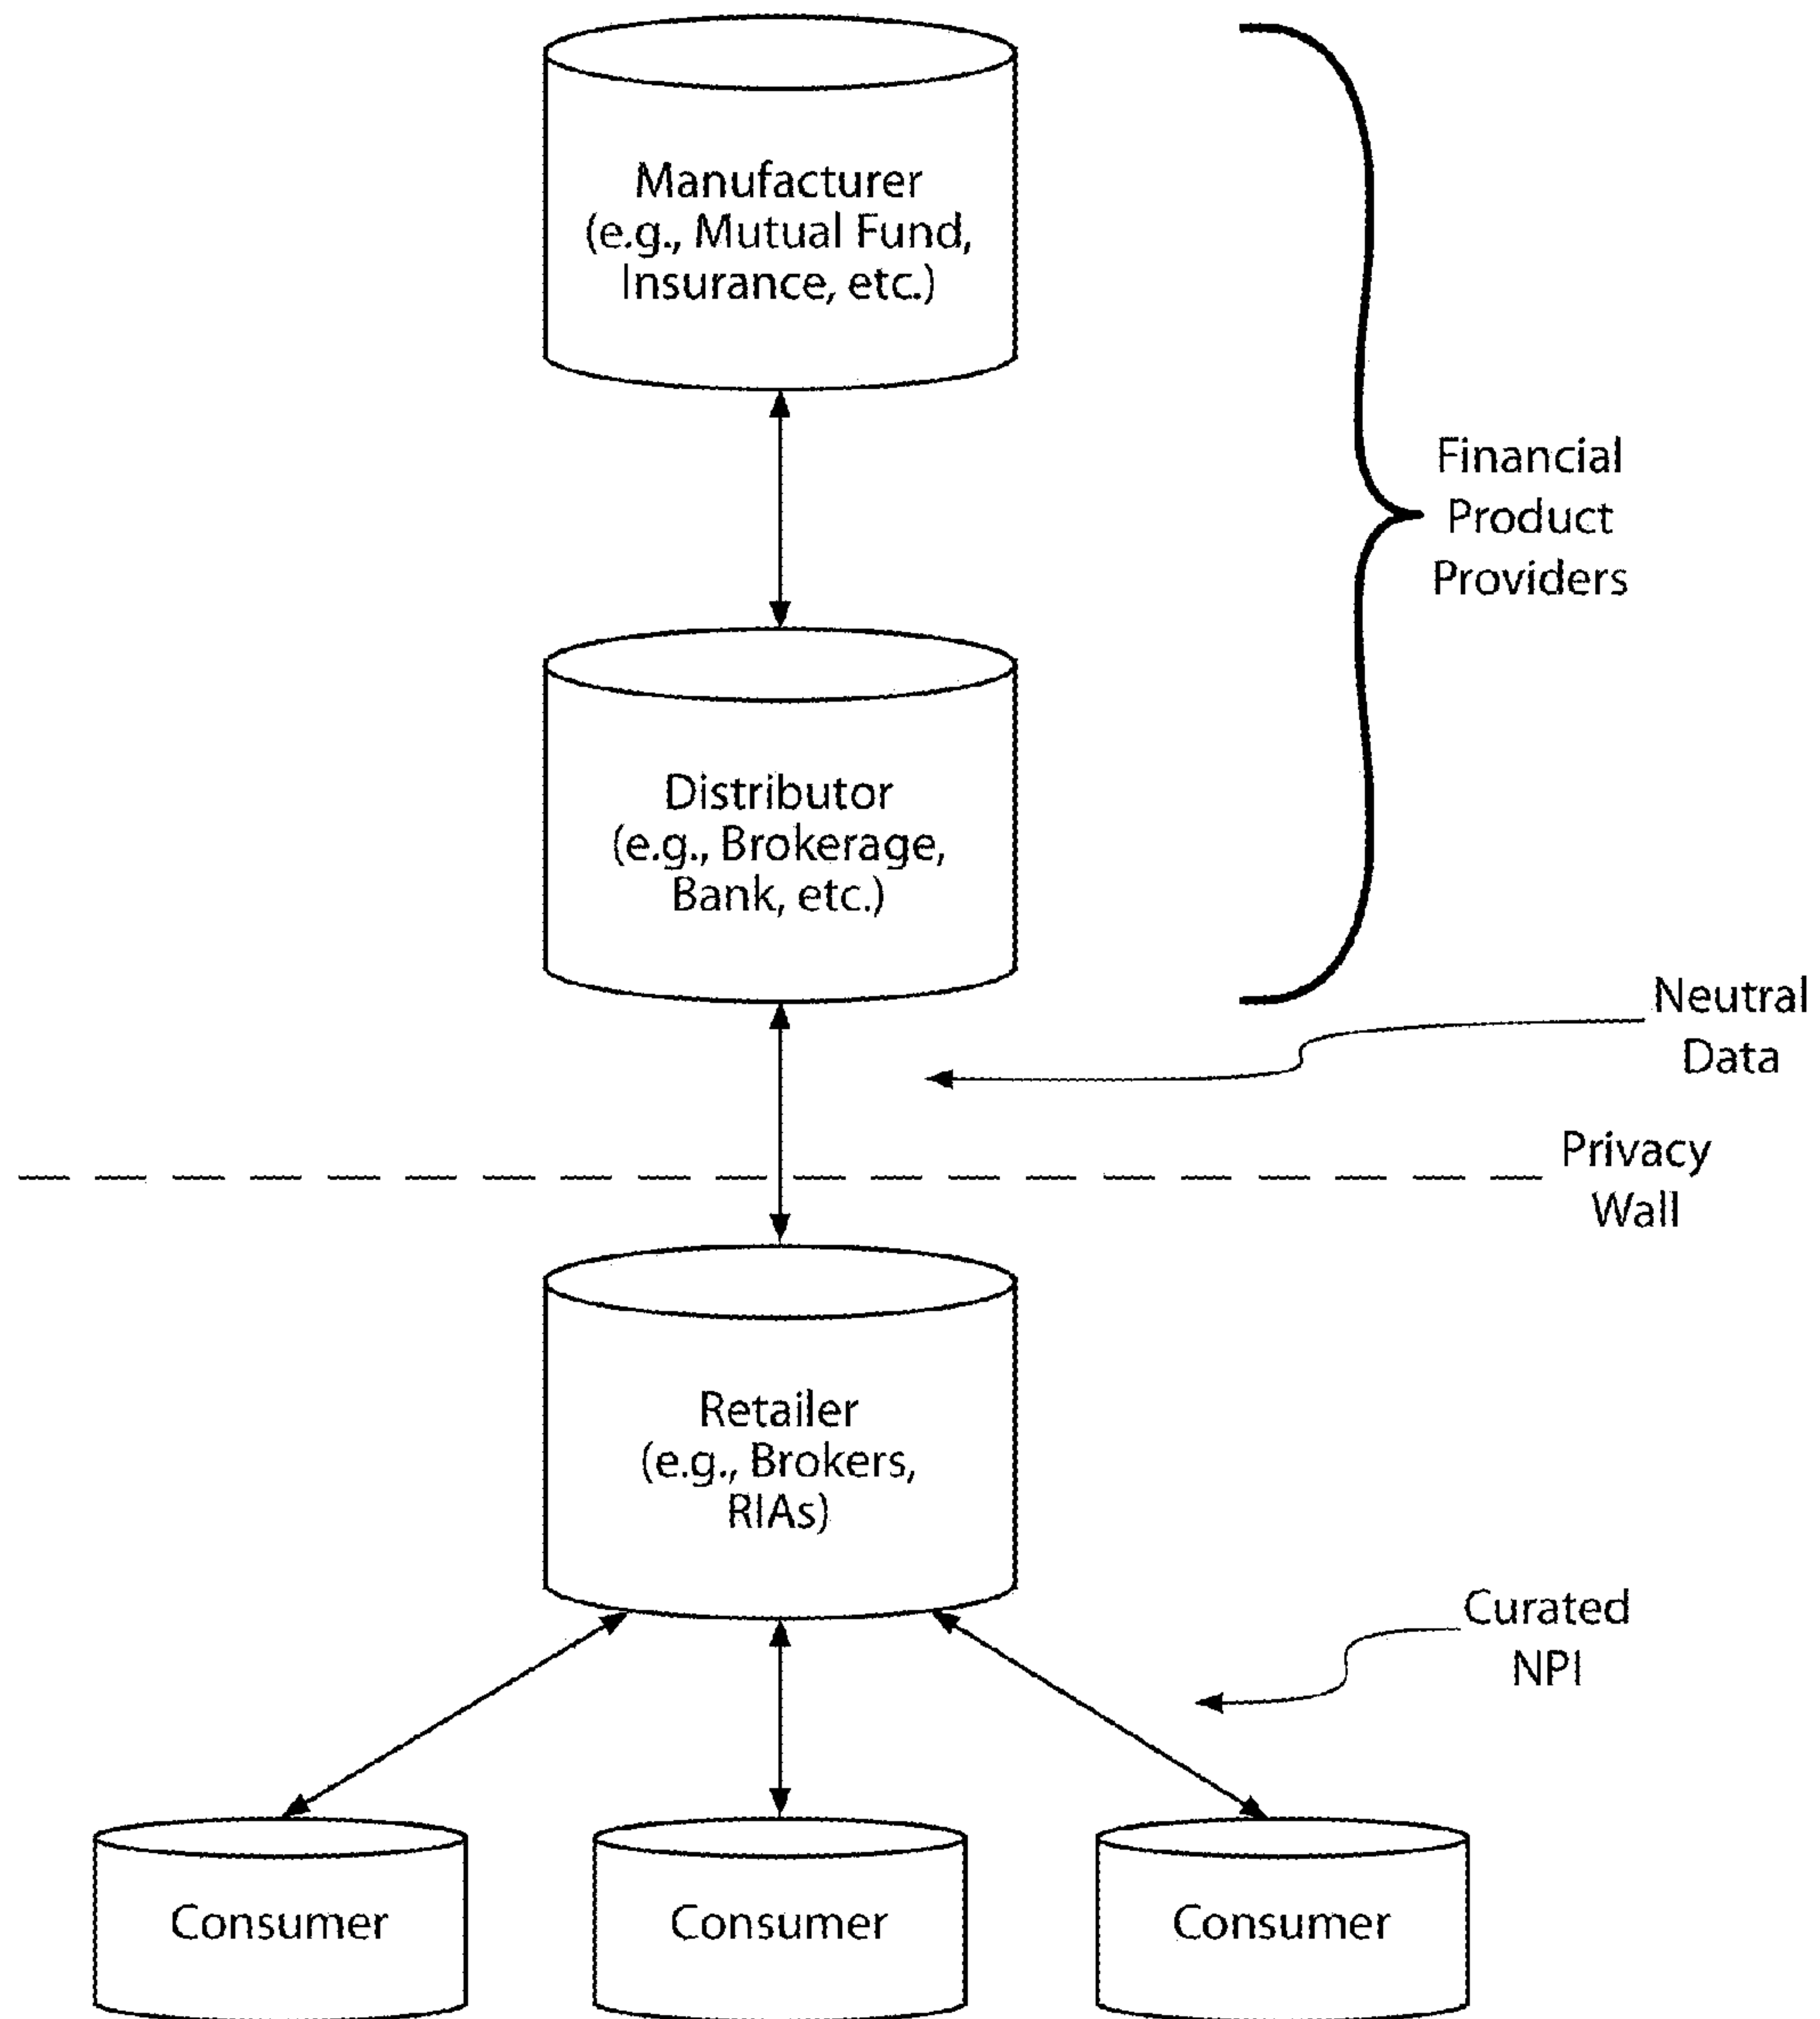 Manufacturer
(e.g., Mutual Fund,
Insurance, etc.)
Financial
Product
Providers
Distributor
(e.g., Brokerage,
Bank, etc.)
Neutral
Data
Privacy
Wall
Retailer
(e.g., Brokers,
RIAs)
Curated
NPI
Consumer
Consumer
Consumer